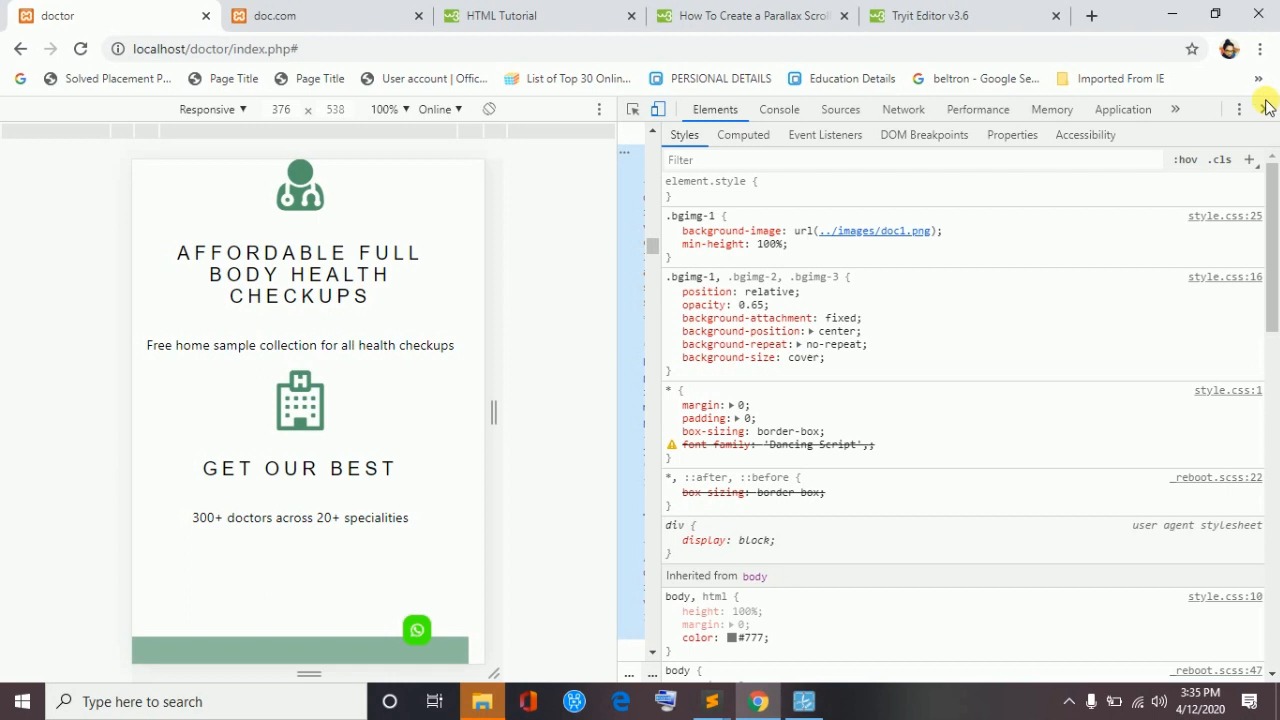 doctor
doc.com
HTML Tutorial
How To Create a Parallax Scroll
Tryit Editor v3.6
localhost/doctor/index.php#
Solved Placement P...
Page Title
Page Title
User account | Offic...
List of Top 30 Onlin...
PERSIONAL DETAILS
Education Details
beltron - Google Se...
Imported From IE
Responsive
376
×
538
100%
Online
Elements
Console
Sources
Network
Performance
Memory
Application
Styles
Computed
Event Listeners
DOM Breakpoints
Properties
Accessibility
Filter
:hov .cls +
element.style {
}
.bgimg-1 { style.css:25
background-image: url(../images/doc1.png);
min-height: 100%;
}
.bgimg-1, .bgimg-2, .bgimg-3 { style.css:16
position: relative;
opacity: 0.65;
background-attachment: fixed;
background-position: center;
background-repeat: no-repeat;
background-size: cover;
}
* { style.css:1
margin: 0;
padding: 0;
box-sizing: border-box;
font-family: 'Dancing Script',;
}
*, ::after, ::before { _reboot.scss:22
box-sizing: border-box;
}
div { user agent stylesheet
display: block;
}
Inherited from body
body, html { style.css:10
height: 100%;
margin: 0;
color: #777;
}
body { _reboot.scss:47
AFFORDABLE FULL
BODY HEALTH
CHECKUPS
Free home sample collection for all health checkups
H
GET OUR BEST
300+ doctors across 20+ specialities
Type here to search
3:35 PM
4/12/2020